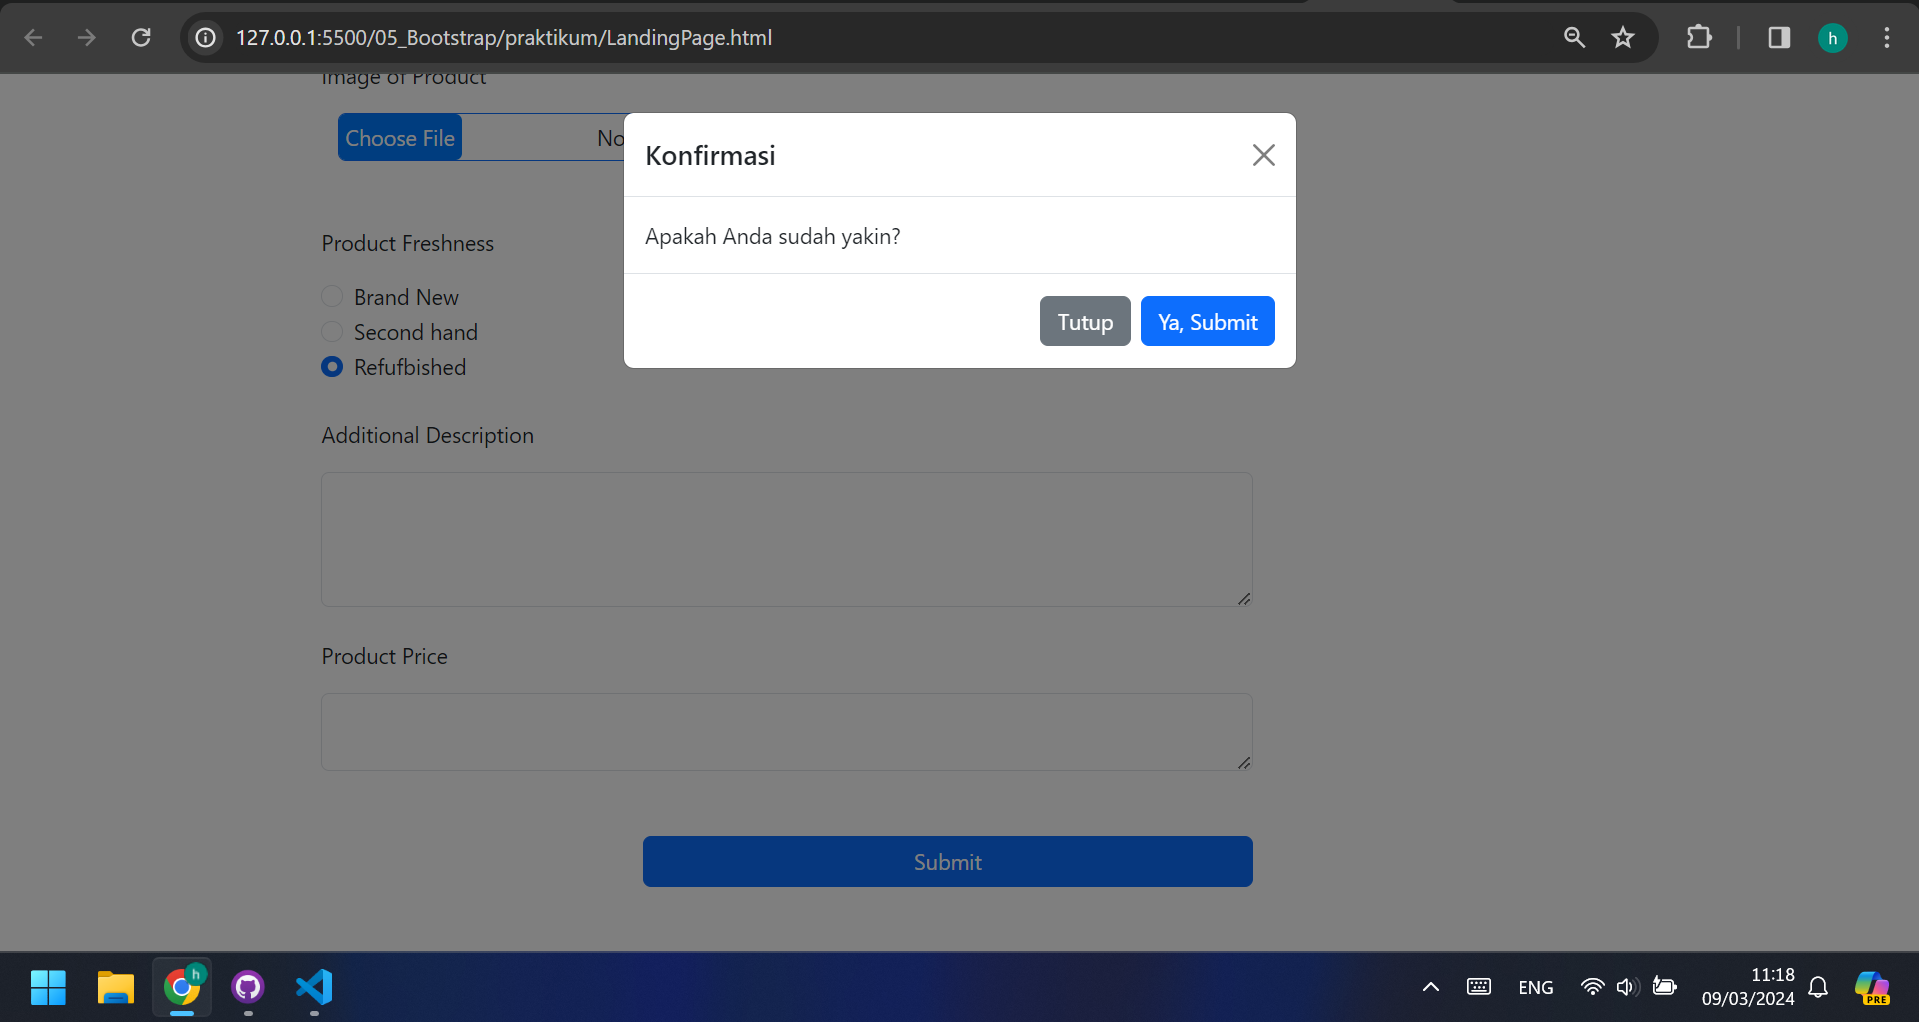 127.0.0.1:5500/05_Bootstrap/praktikum/LandingPage.html
h
Image of Product
Choose File
No
Konfirmasi
Apakah Anda sudah yakin?
Tutup
Ya, Submit
Product Freshness
Brand New
Second hand
Refufbished
Additional Description
Product Price
Submit
h
ENG
11:18
09/03/2024
PRE